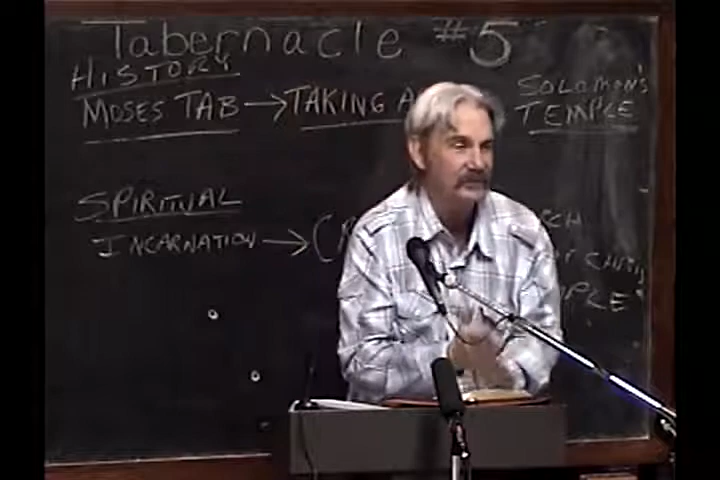 Tabernacle #5
HISTORY
MOSES TAB → TAKING A
SOLOMON'S
TEMPLE
SPIRITUAL
INCARNATION →